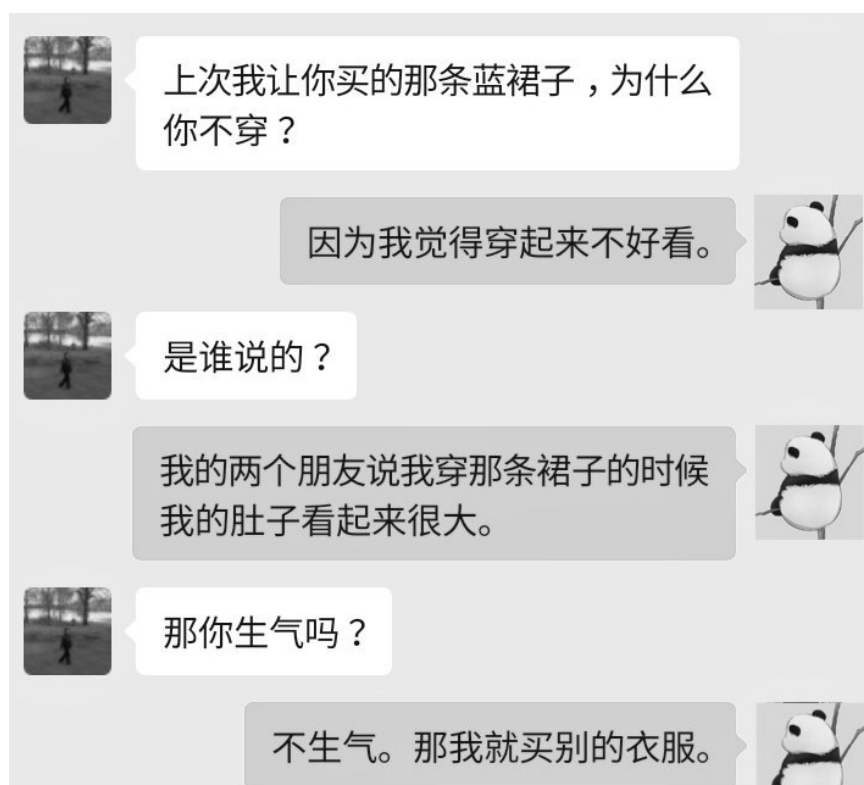 上次我让你买的那条蓝裙子，为什么
你不穿？
因为我觉得穿起来不好看。
是谁说的？
我的两个朋友说我穿那条裙子的时候
我的肚子看起来很大。
那你生气吗？
不生气。那我就买别的衣服。